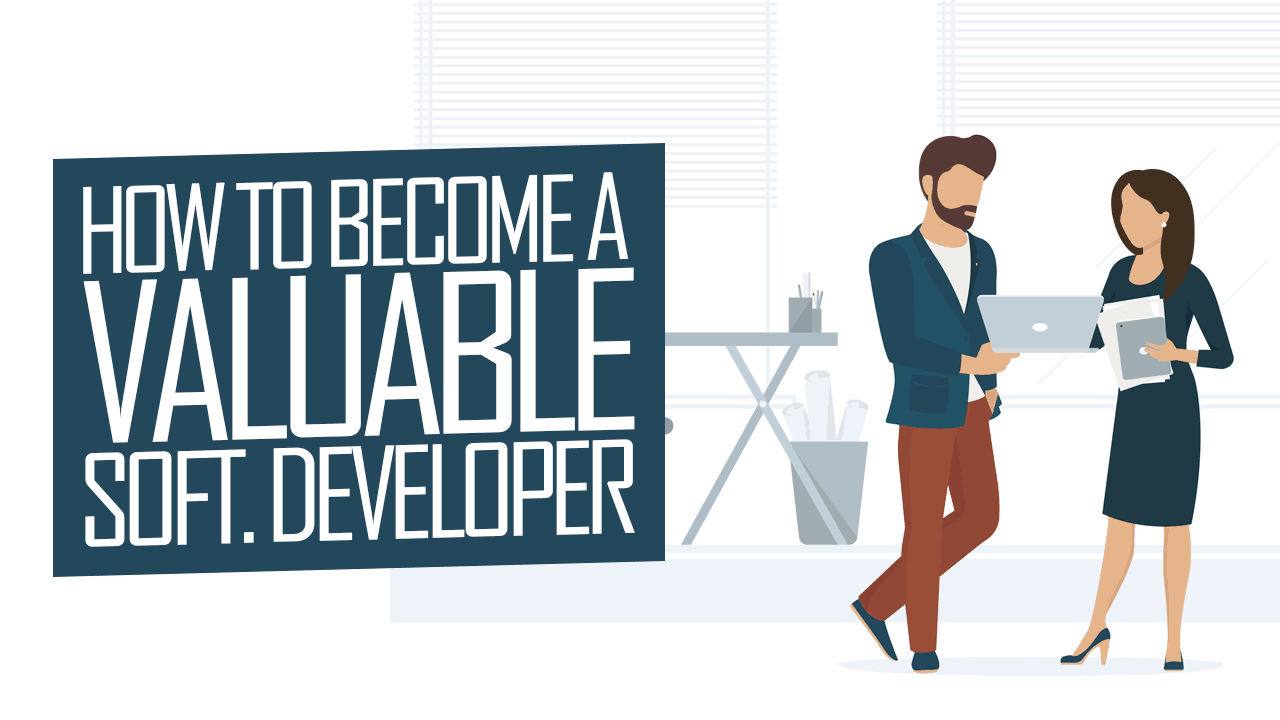 HOW TO BECOME A
VALUABLE
SOFT. DEVELOPER